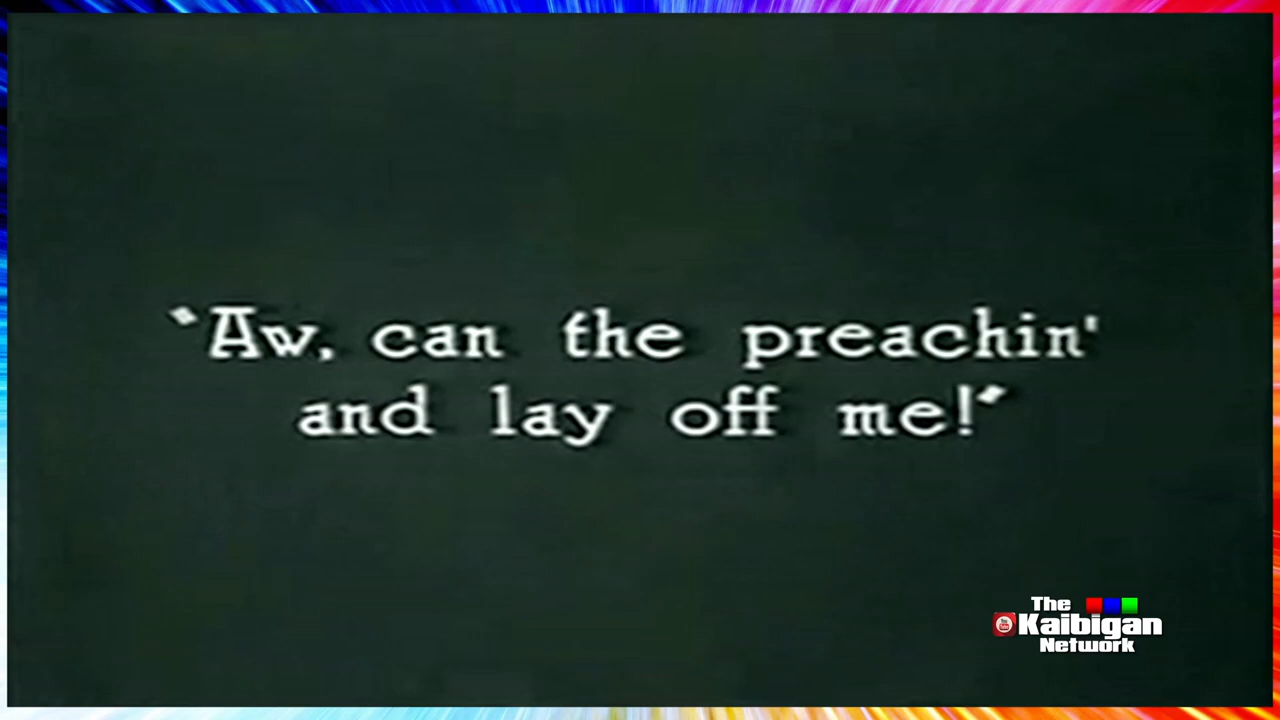 "Aw, can the preachin'
and lay off me!"
The
Kaibigan
Network